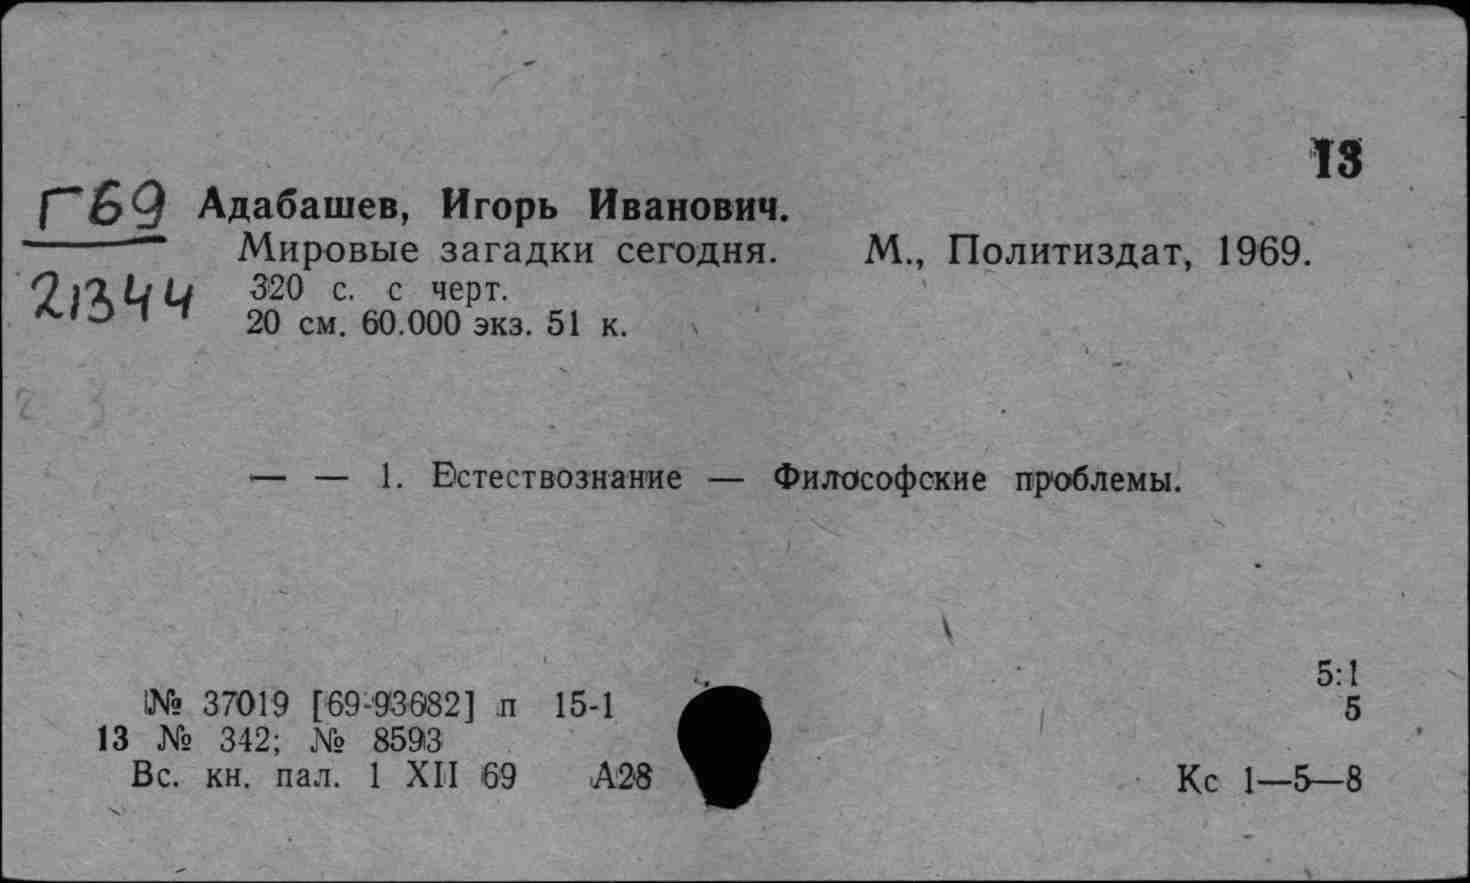 13
Г69 Адабашев, Игорь Иванович.
Мировые загадки сегодня. М., Политиздат, 1969.
21344 320 с. с черт.
20 см. 60.000 экз. 51 к.
— — 1. Естествознание — Философские проблемы.
5:1
№ 37019 [69-93682] п 15-1 5
13 № 342; № 8593
Вс. кн. пал. 1 XII 69 А28 Кс 1—5—8